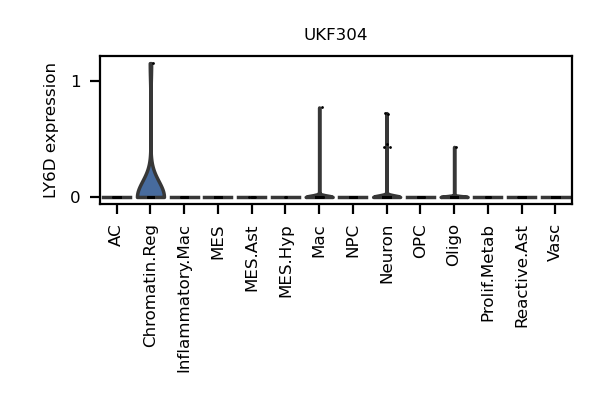 UKF304
LY6D expression
1
0
AC
Chromatin.Reg
Inflammatory.Mac
MES
MES.Ast
MES.Hyp
Mac
NPC
Neuron
OPC
Oligo
Prolif.Metab
Reactive.Ast
Vasc